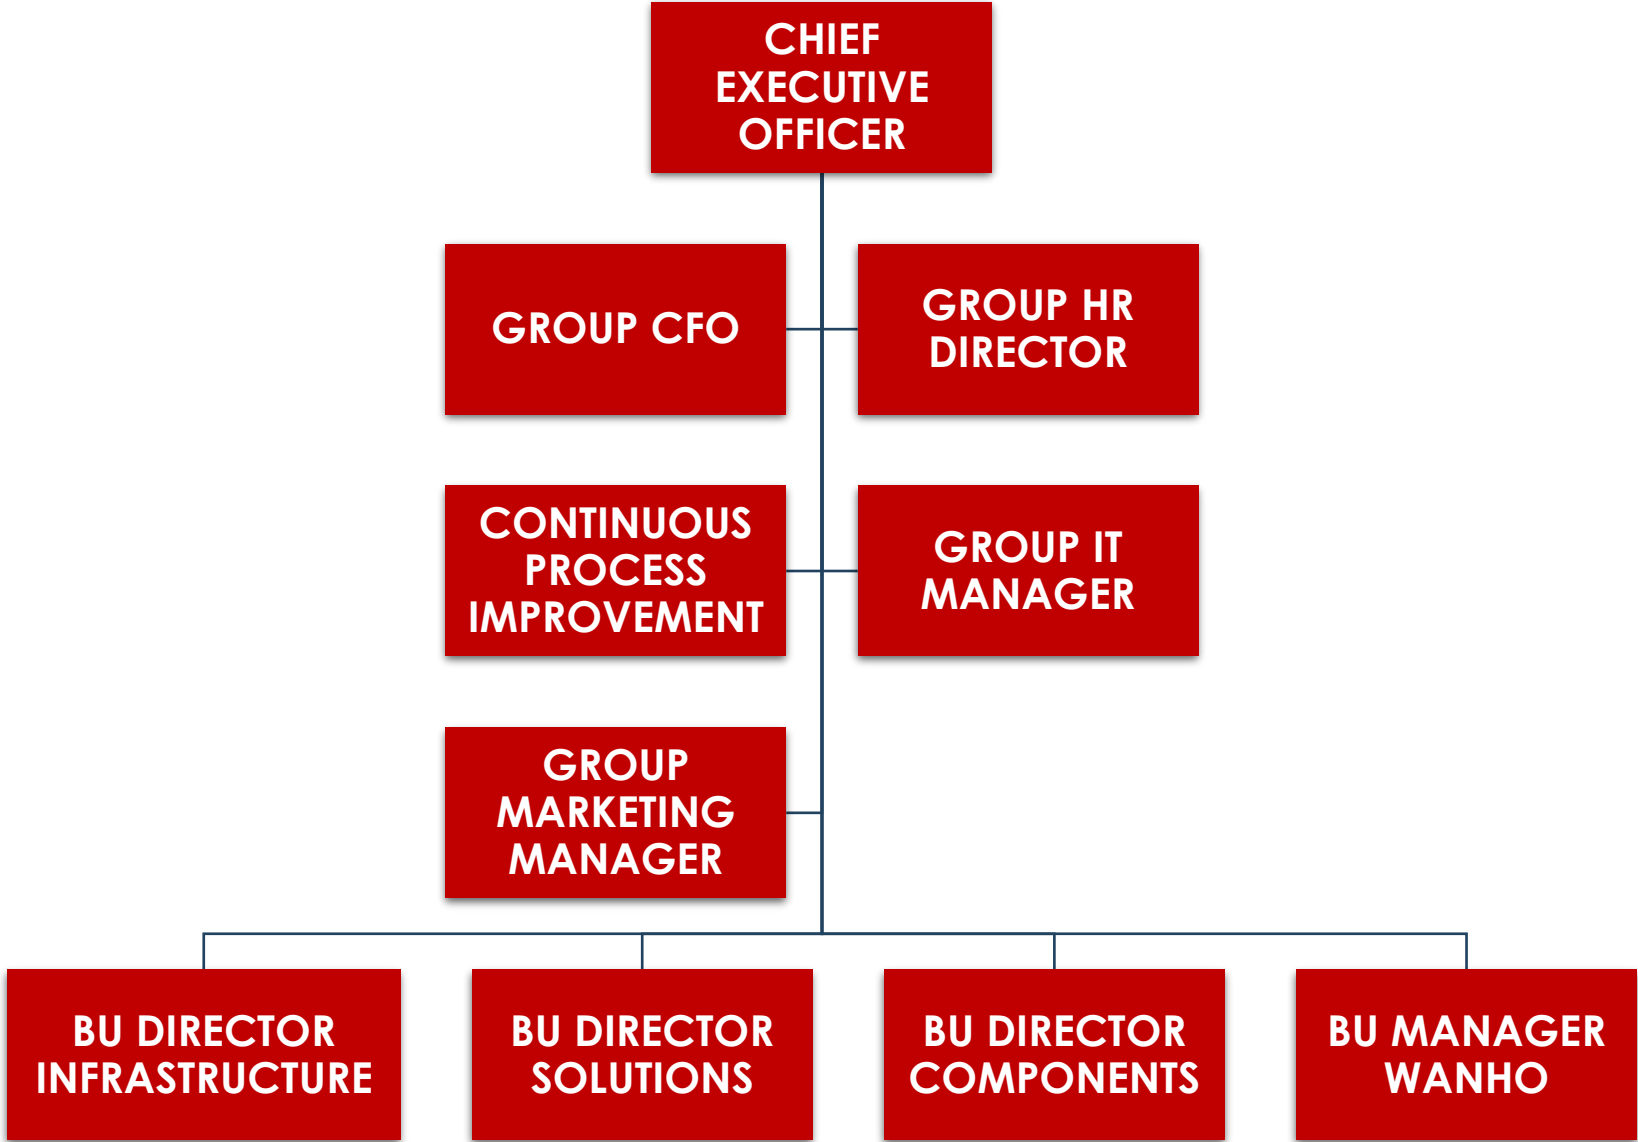 CHIEF
EXECUTIVE
OFFICER
GROUP CFO
GROUP HR
DIRECTOR
CONTINUOUS
PROCESS
IMPROVEMENT
GROUP IT
MANAGER
GROUP
MARKETING
MANAGER
BU DIRECTOR
INFRASTRUCTURE
BU DIRECTOR
SOLUTIONS
BU DIRECTOR
COMPONENTS
BU MANAGER
WANHO